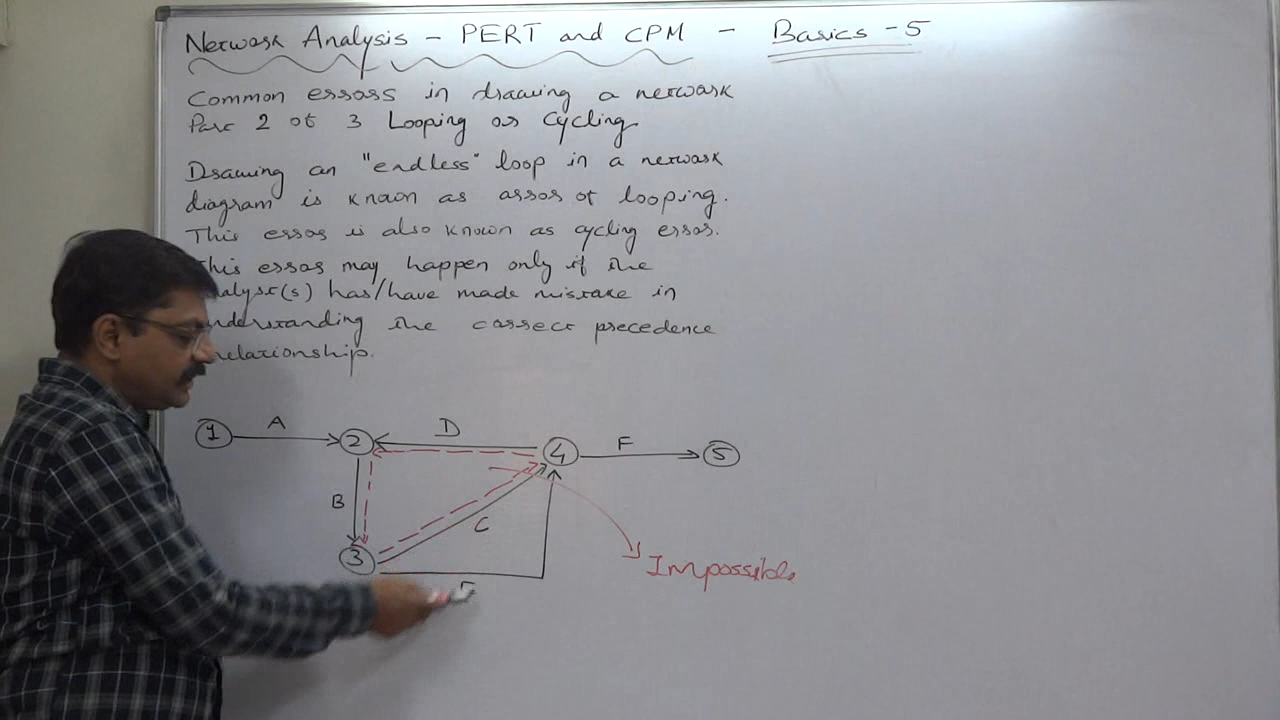 Network Analysis - PERT and CPM - Basics -5
Common errors in drawing a network
Part 2 of 3 Looping or Cycling
Drawing an "endless" loop in a network
diagram is known as error of looping.
This error is also known as cycling error.
This error may happen only if the
analyst(s) has/have made mistake in
understanding the correct precedence
relationship.
1 A 2 D 4 F 5
B
C
3
Impossible